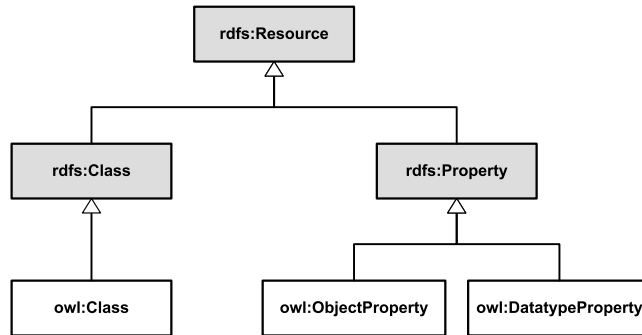 rdfs:Resource
rdfs:Class
rdfs:Property
owl:Class
owl:ObjectProperty
owl:DatatypeProperty